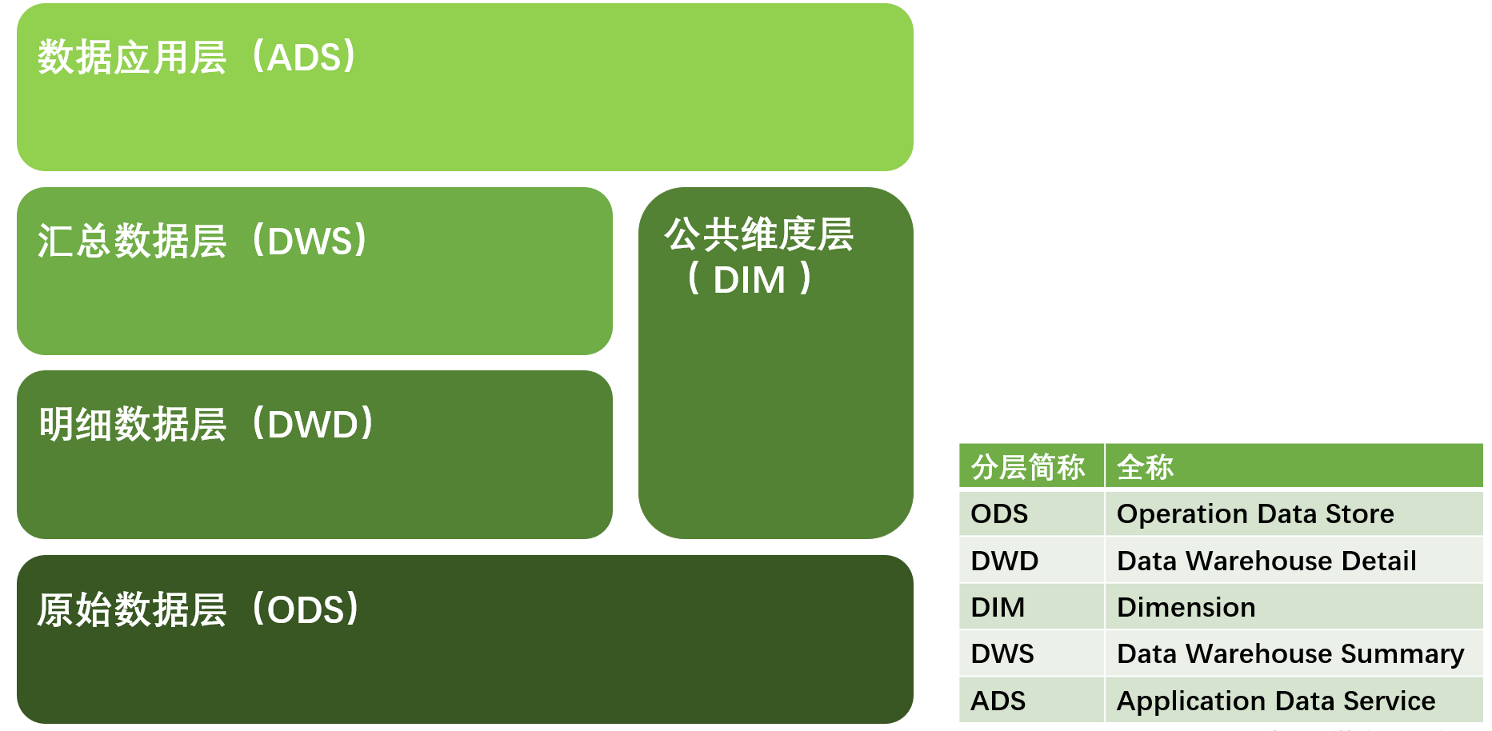 数据应用层（ADS）
汇总数据层（DWS）
公共维度层
（ DIM ）
明细数据层（DWD）
原始数据层（ODS）
分层简称 全称
ODS Operation Data Store
DWD Data Warehouse Detail
DIM Dimension
DWS Data Warehouse Summary
ADS Application Data Service